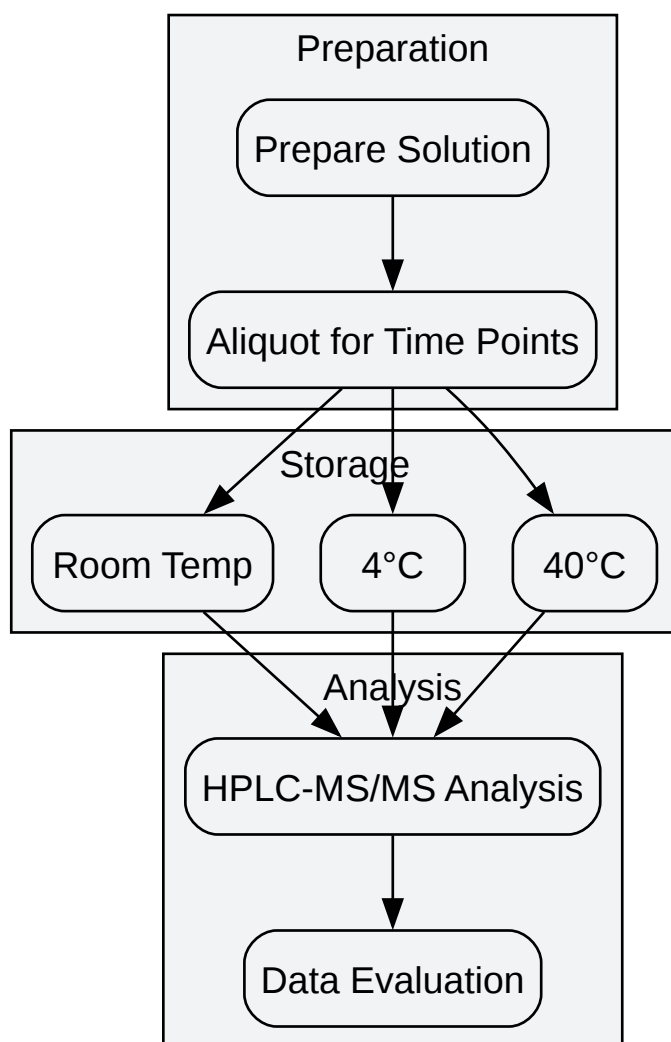 Preparation
Prepare Solution
Aliquot for Time Points
Storage
Room Temp
4°C
40°C
Analysis
HPLC-MS/MS Analysis
Data Evaluation